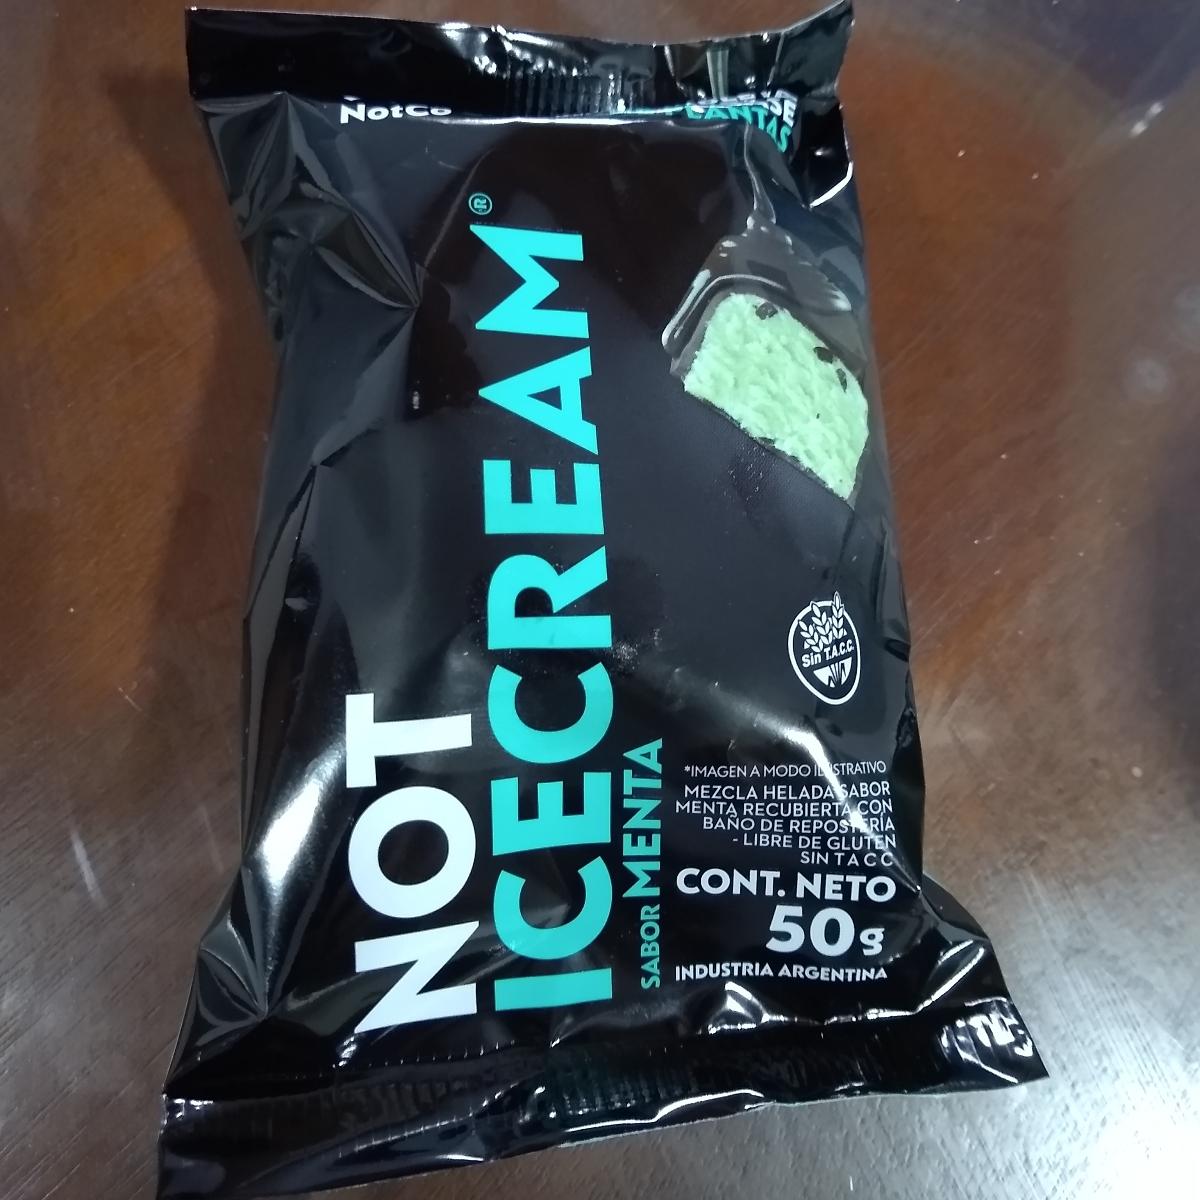 NotCo
PLANTAS
NOT
ICECREAM®
SABOR MENTA
Sin T.A.C.C.
*IMAGEN A MODO ILUSTRATIVO
MEZCLA HELADA SABOR
MENTA RECUBIERTA CON
BAÑO DE REPOSTERÍA
- LIBRE DE GLUTEN
SIN TACC
CONT. NETO
50g
INDUSTRIA ARGENTINA